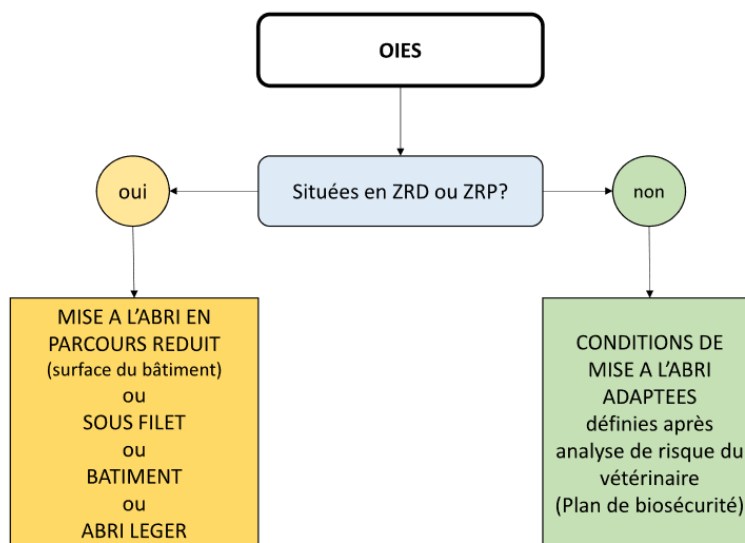 OIES
Situées en ZRD ou ZRP?
oui
non
MISE A L’ABRI EN
PARCOURS REDUIT
(surface du bâtiment)
ou
SOUS FILET
ou
BATIMENT
ou
ABRI LEGER
CONDITIONS DE
MISE A L’ABRI
ADAPTEES
définies après
analyse de risque du
vétérinaire
(Plan de biosécurité)